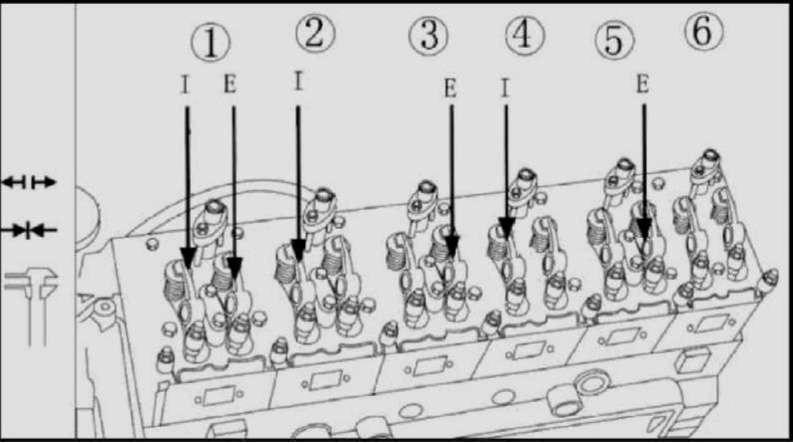 ① ② ③ ④ ⑤ ⑥
I E I E I E